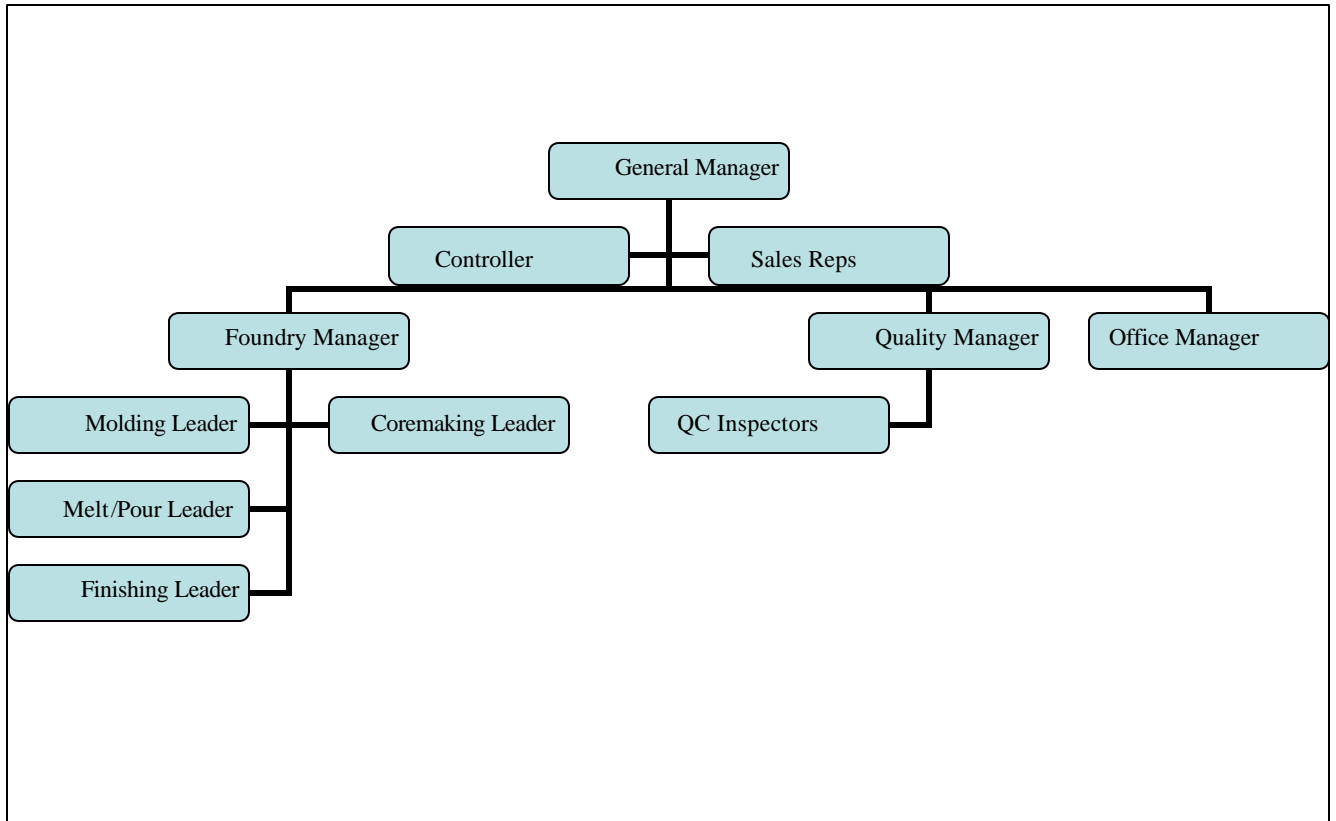 General Manager
Controller
Sales Reps
Foundry Manager
Quality Manager
Office Manager
Molding Leader
Coremaking Leader
QC Inspectors
Melt/Pour Leader
Finishing Leader